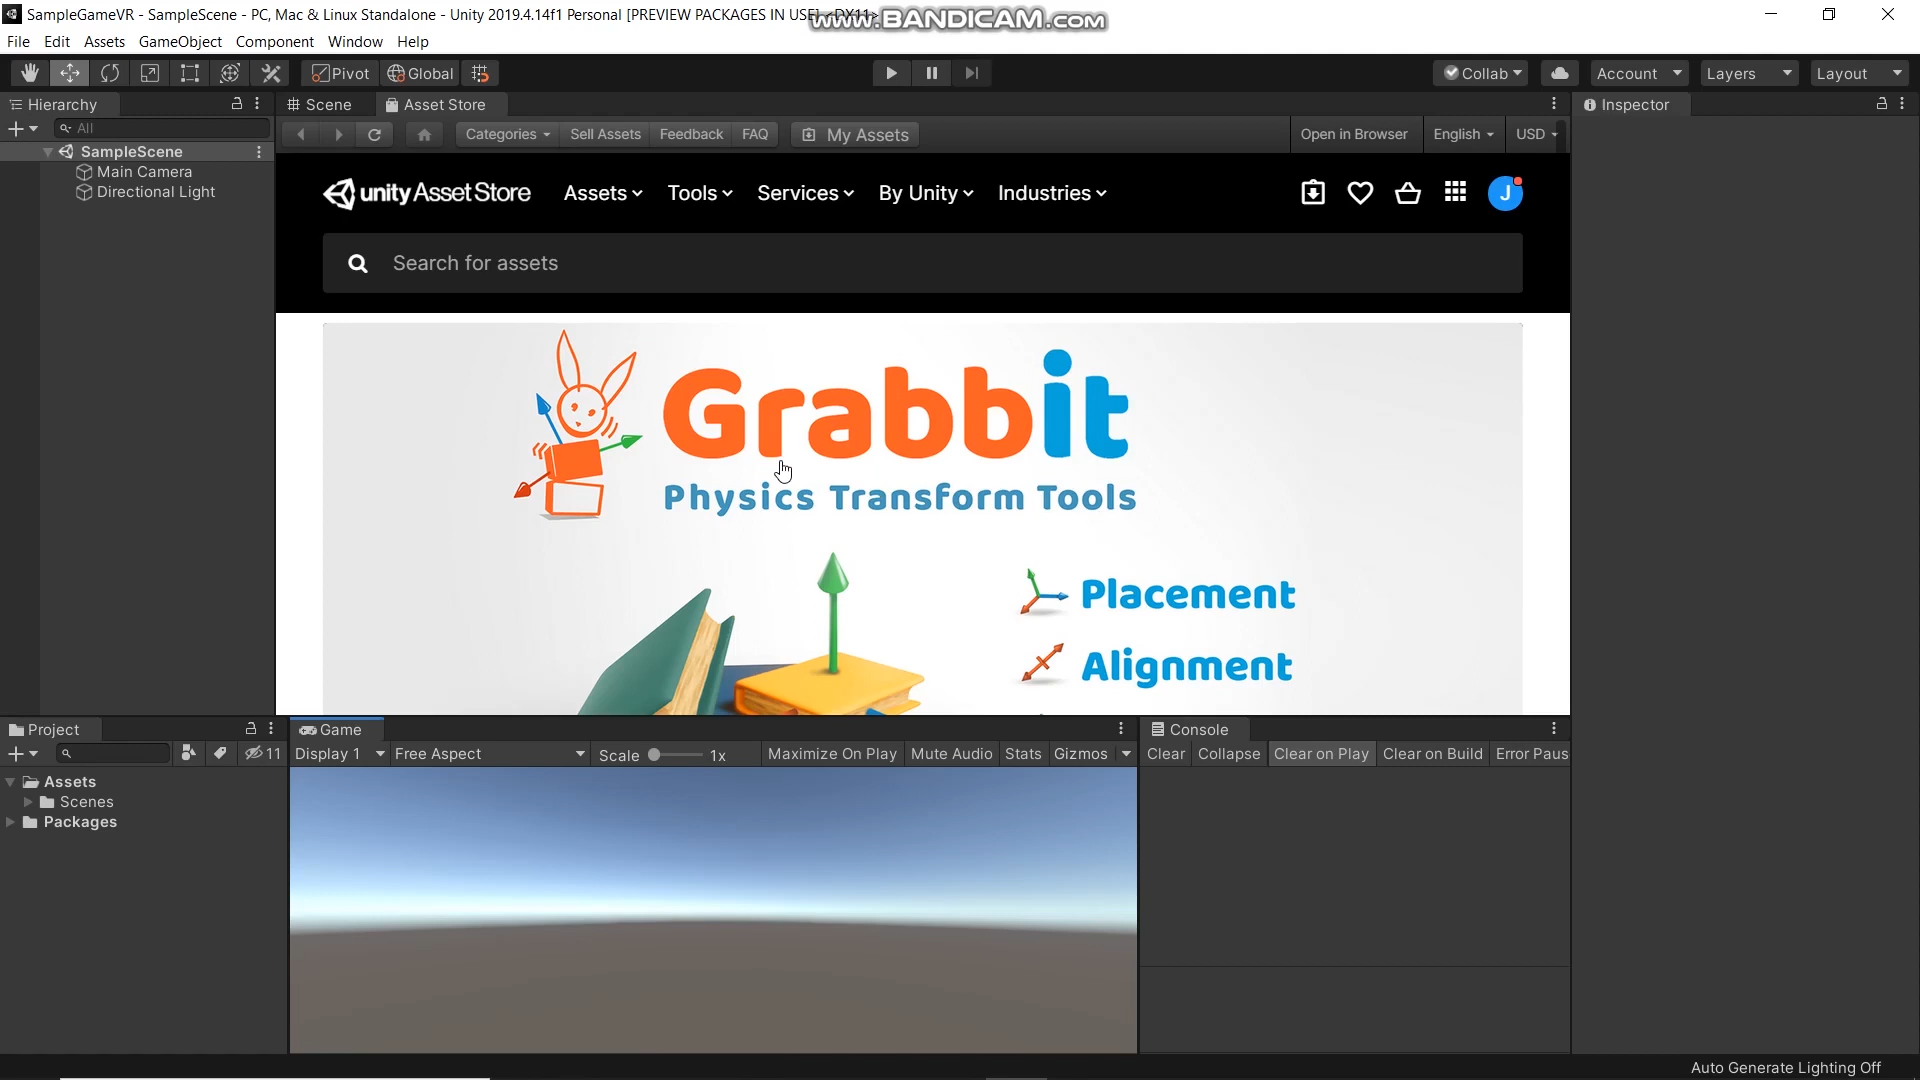 SampleGameVR - SampleScene - PC, Mac & Linux Standalone - Unity 2019.4.14f1 Personal [PREVIEW PACKAGES IN USE] <DX11>
www.BANDICAM.com
File Edit Assets GameObject Component Window Help
Pivot Global Collab Account Layers Layout
Hierarchy Scene Asset Store Inspector
All
Categories Sell Assets Feedback FAQ My Assets Open in Browser English USD
SampleScene
Main Camera
Directional Light
unity Asset Store Assets Tools Services By Unity Industries J
Search for assets
Grabbit
Physics Transform Tools
Placement
Alignment
Project Game Console
11 Display 1 Free Aspect Scale 1x Maximize On Play Mute Audio Stats Gizmos Clear Collapse Clear on Play Clear on Build Error Paus
Assets
Scenes
Packages
Auto Generate Lighting Off